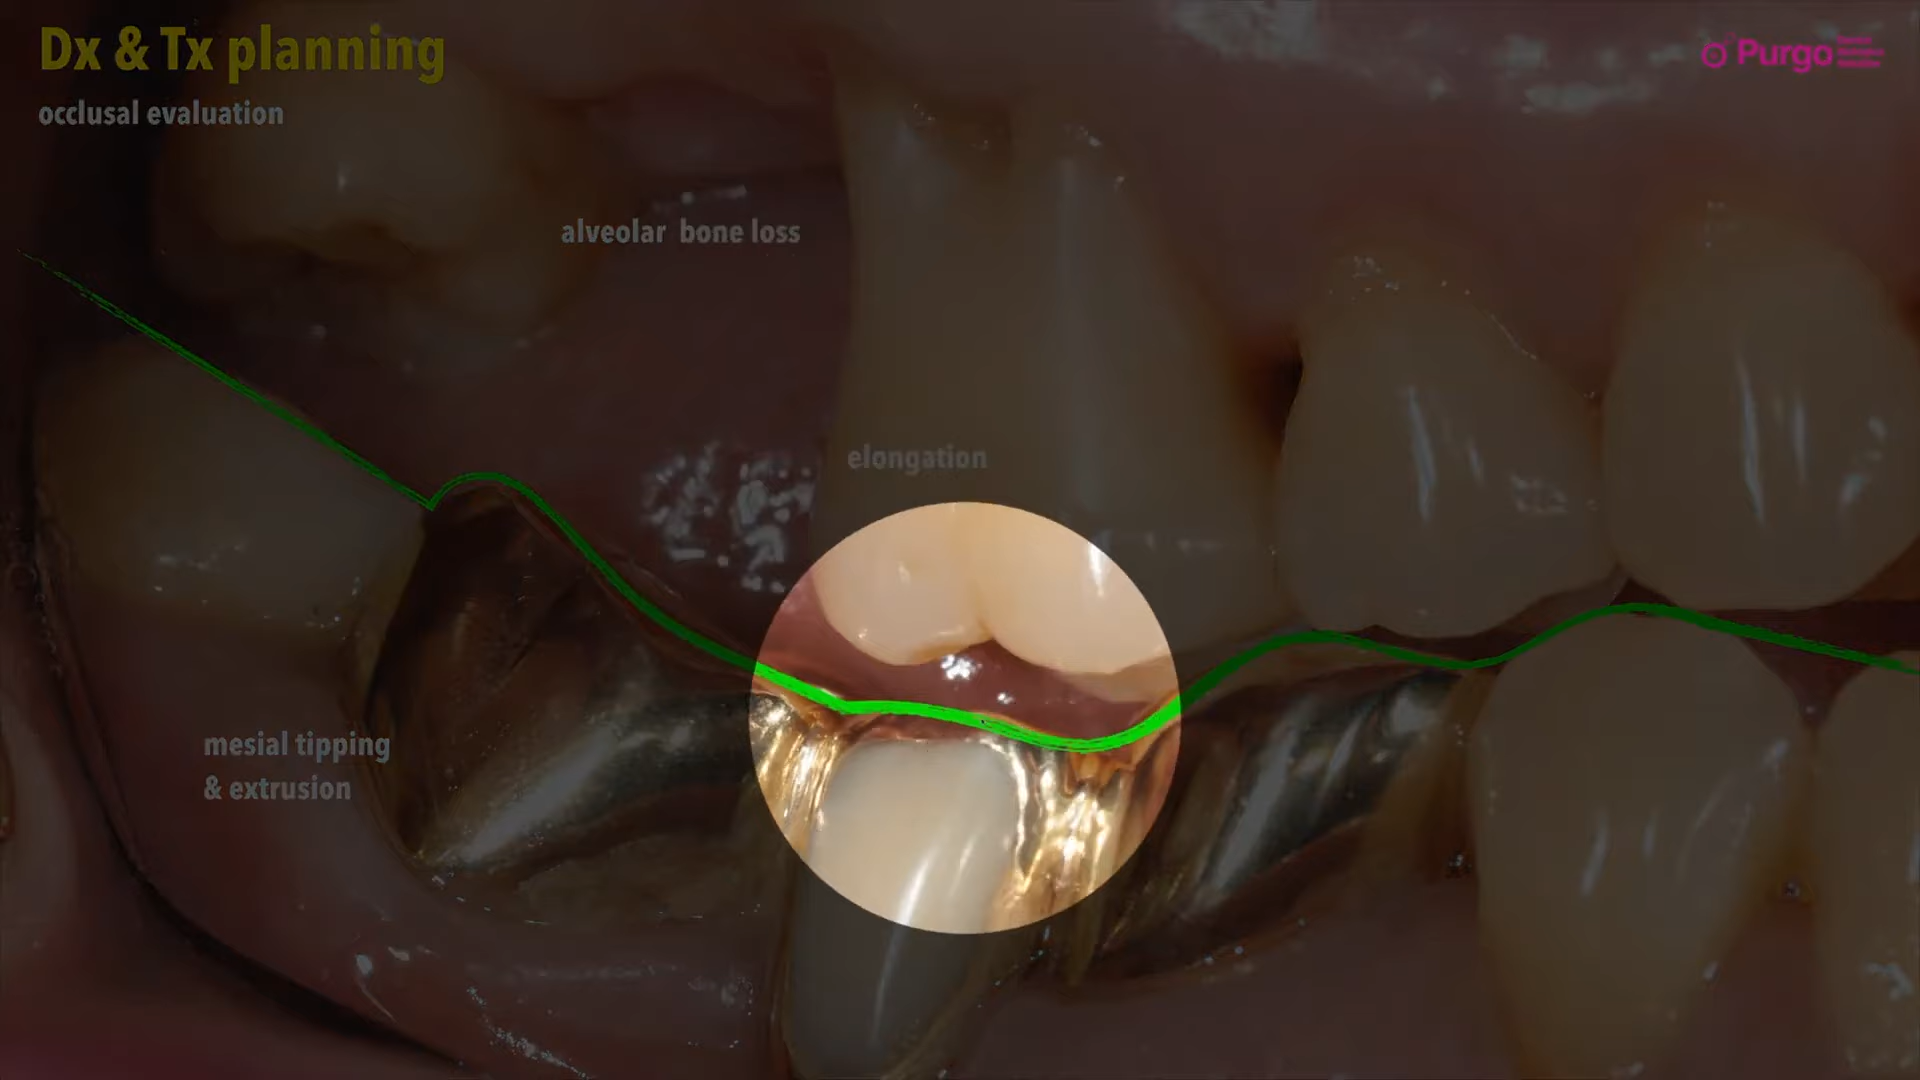 Dx & Tx planning
occlusal evaluation
Purgo
alveolar bone loss
elongation
mesial tipping
& extrusion